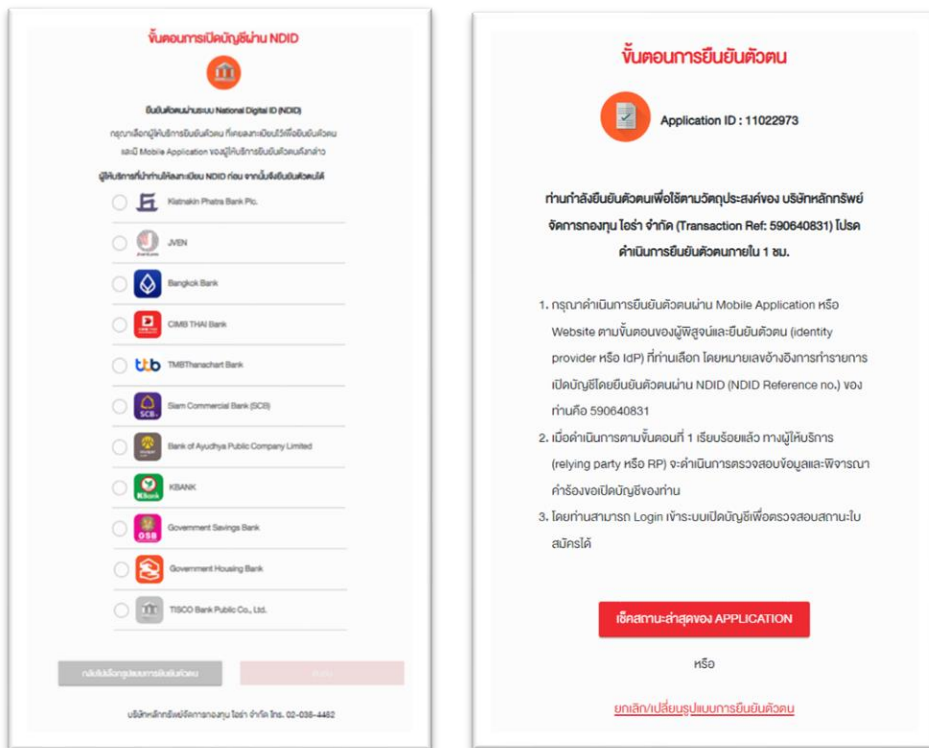 ขั้นตอนการเปิดบัญชีผ่าน NDID
ยืนยันตัวตนผ่านระบบ National Digital ID (NDID)
กรุณาเลือกผู้ให้บริการยืนยันตัวตน ที่เคยลงทะเบียนไว้เพื่อยืนยันตัวตน
และมี Mobile Application ของผู้ให้บริการยืนยันตัวตนดังกล่าว
ผู้ให้บริการที่นำท่านให้ลงทะเบียน NDID ก่อน จากนั้นจึงยืนยันตัวตนได้
Kiatnakin Phatra Bank Plc.
JVEN
Bangkok Bank
CIMB THAI Bank
ttb TMBThanachart Bank
SCB Siam Commercial Bank (SCB)
Bank of Ayudhya Public Company Limited
KBank KBANK
GSB Government Savings Bank
Government Housing Bank
TISCO Bank Public Co., Ltd.
กลับไปเลือกรูปแบบการยืนยันตัวตน
บริษัทหลักทรัพย์จัดการกองทุน ไอร่า จำกัด โทร. 02-038-4482
ขั้นตอนการยืนยันตัวตน
Application ID : 11022973
ท่านกำลังยืนยันตัวตนเพื่อใช้ตามวัตถุประสงค์ของ บริษัทหลักทรัพย์
จัดการกองทุน ไอร่า จำกัด (Transaction Ref: 590640831) โปรด
ดำเนินการยืนยันตัวตนภายใน 1 ชม.
1. กรุณาดำเนินการยืนยันตัวตนผ่าน Mobile Application หรือ
Website ตามขั้นตอนของผู้พิสูจน์และยืนยันตัวตน (identity
provider หรือ IdP) ที่ท่านเลือก โดยหมายเลขอ้างอิงการทำรายการ
เปิดบัญชีโดยยืนยันตัวตนผ่าน NDID (NDID Reference no.) ของ
ท่านคือ 590640831
2. เมื่อดำเนินการตามขั้นตอนที่ 1 เรียบร้อยแล้ว ทางผู้ให้บริการ
(relying party หรือ RP) จะดำเนินการตรวจสอบข้อมูลและพิจารณา
คำร้องขอเปิดบัญชีของท่าน
3. โดยท่านสามารถ Login เข้าระบบเปิดบัญชีเพื่อตรวจสอบสถานะใบ
สมัครได้
เช็คสถานะล่าสุดของ APPLICATION
หรือ
ยกเลิก/เปลี่ยนรูปแบบการยืนยันตัวตน